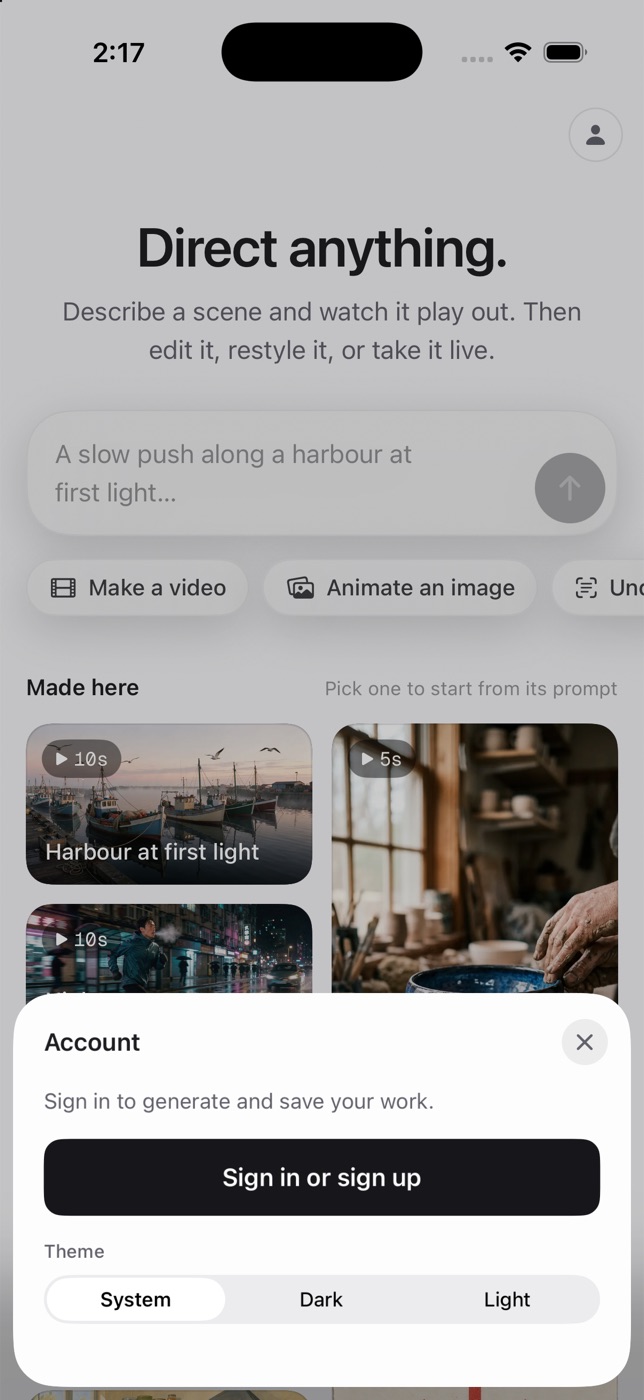 2:17
Direct anything.
Describe a scene and watch it play out. Then
edit it, restyle it, or take it live.
A slow push along a harbour at
first light...
Make a video
Animate an image
Made here
Pick one to start from its prompt
10s
5s
Harbour at first light
10s
Account
Sign in to generate and save your work.
Sign in or sign up
Theme
System
Dark
Light